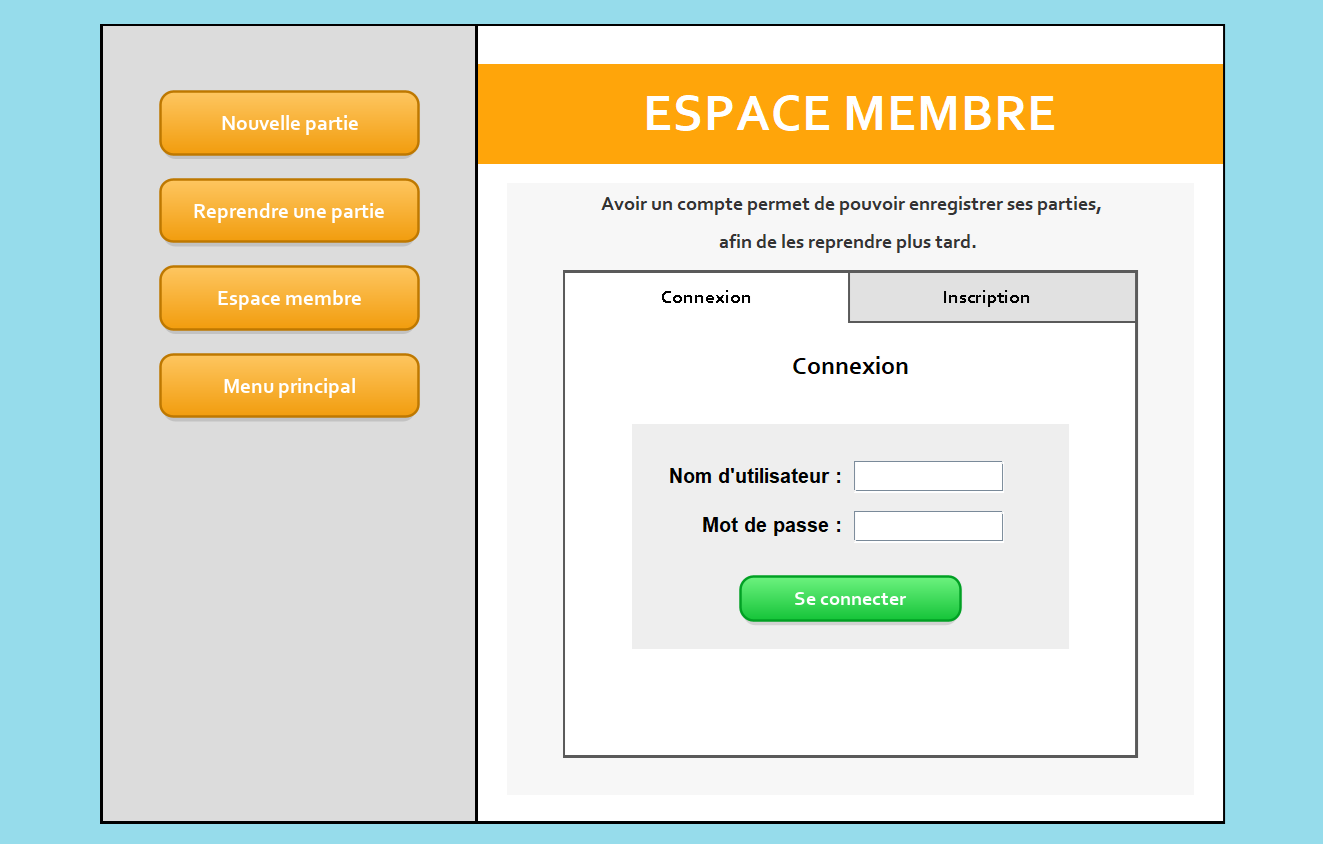 Nouvelle partie
Reprendre une partie
Espace membre
Menu principal
ESPACE MEMBRE
Avoir un compte permet de pouvoir enregistrer ses parties,
afin de les reprendre plus tard.
Connexion
Inscription
Connexion
Nom d'utilisateur :
Mot de passe :
Se connecter